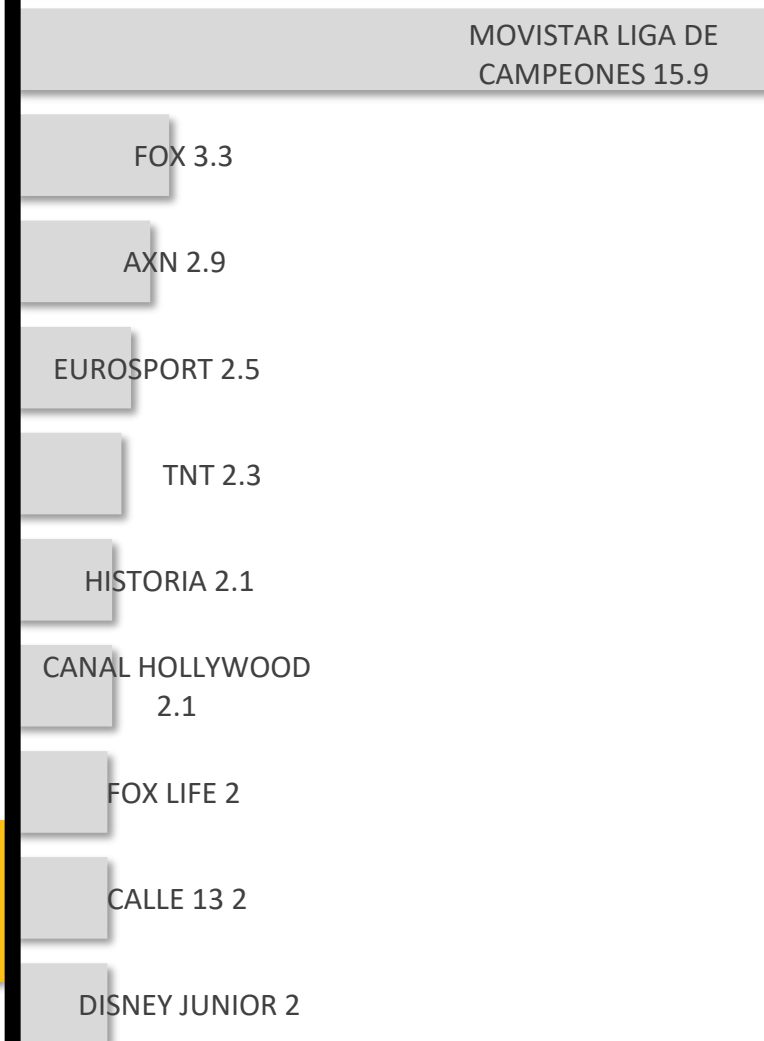 MOVISTAR LIGA DE
CAMPEONES 15.9
FOX 3.3
AXN 2.9
EUROSPORT 2.5
TNT 2.3
HISTORIA 2.1
CANAL HOLLYWOOD
2.1
FOX LIFE 2
CALLE 13 2
DISNEY JUNIOR 2